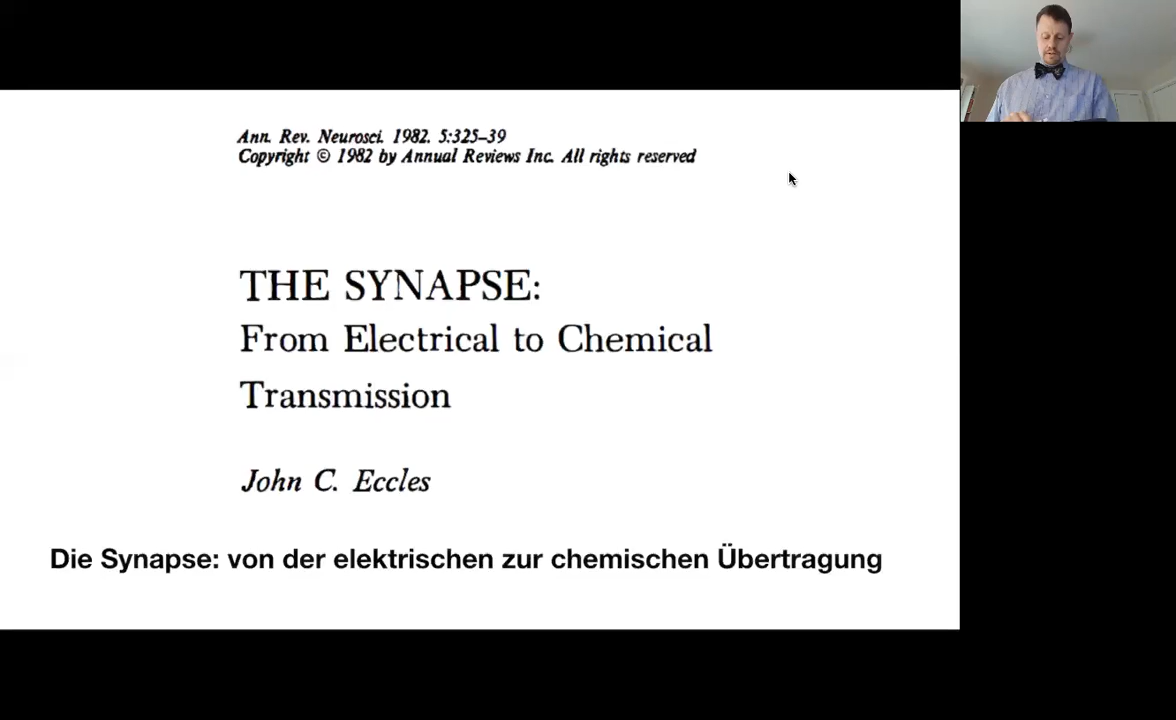 Ann. Rev. Neurosci. 1982. 5:325–39
Copyright © 1982 by Annual Reviews Inc. All rights reserved
THE SYNAPSE:
From Electrical to Chemical
Transmission
John C. Eccles
Die Synapse: von der elektrischen zur chemischen Übertragung